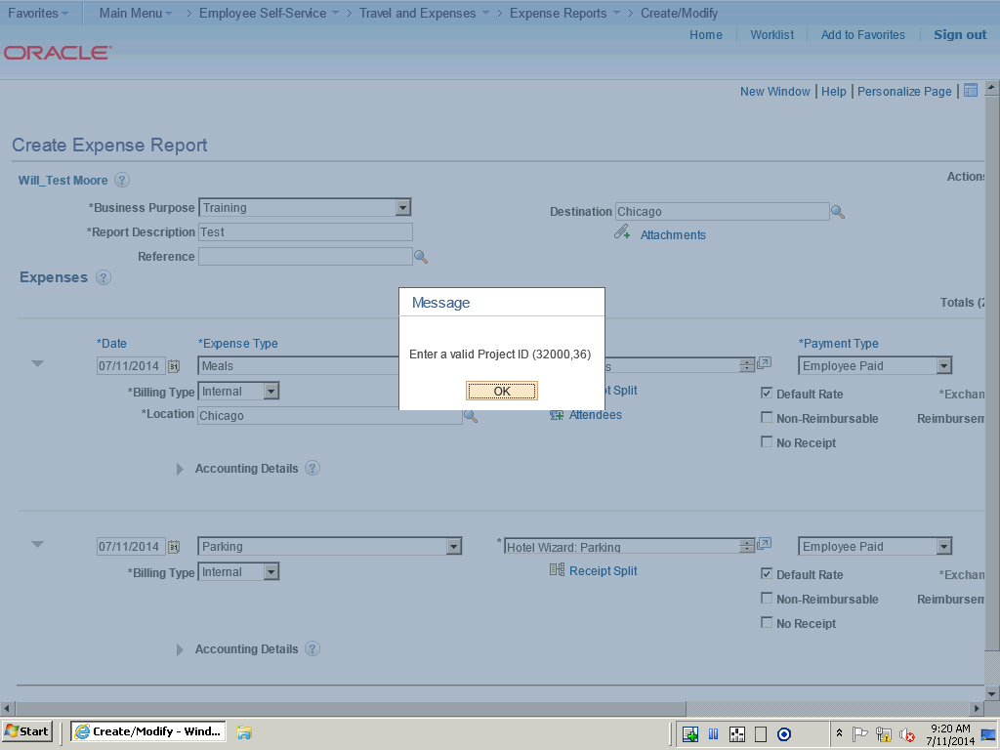 Favorites Main Menu > Employee Self-Service > Travel and Expenses > Expense Reports > Create/Modify
Home Worklist Add to Favorites Sign out
ORACLE
New Window | Help | Personalize Page |
Create Expense Report
Will_Test Moore ?
Actions
*Business Purpose Training
Destination Chicago
*Report Description Test
Attachments
Reference
Expenses ?
Totals (2
Message
Enter a valid Project ID (32000,36)
OK
*Date *Expense Type *Payment Type
07/11/2014 31 Meals s Employee Paid
*Billing Type Internal t Split Default Rate *Exchan
*Location Chicago Attendees Non-Reimbursable Reimbursem
No Receipt
Accounting Details ?
07/11/2014 31 Parking * Hotel Wizard: Parking Employee Paid
*Billing Type Internal Receipt Split Default Rate *Exchan
Non-Reimbursable Reimbursem
No Receipt
Accounting Details ?
Start Create/Modify - Wind... 9:20 AM
7/11/2014